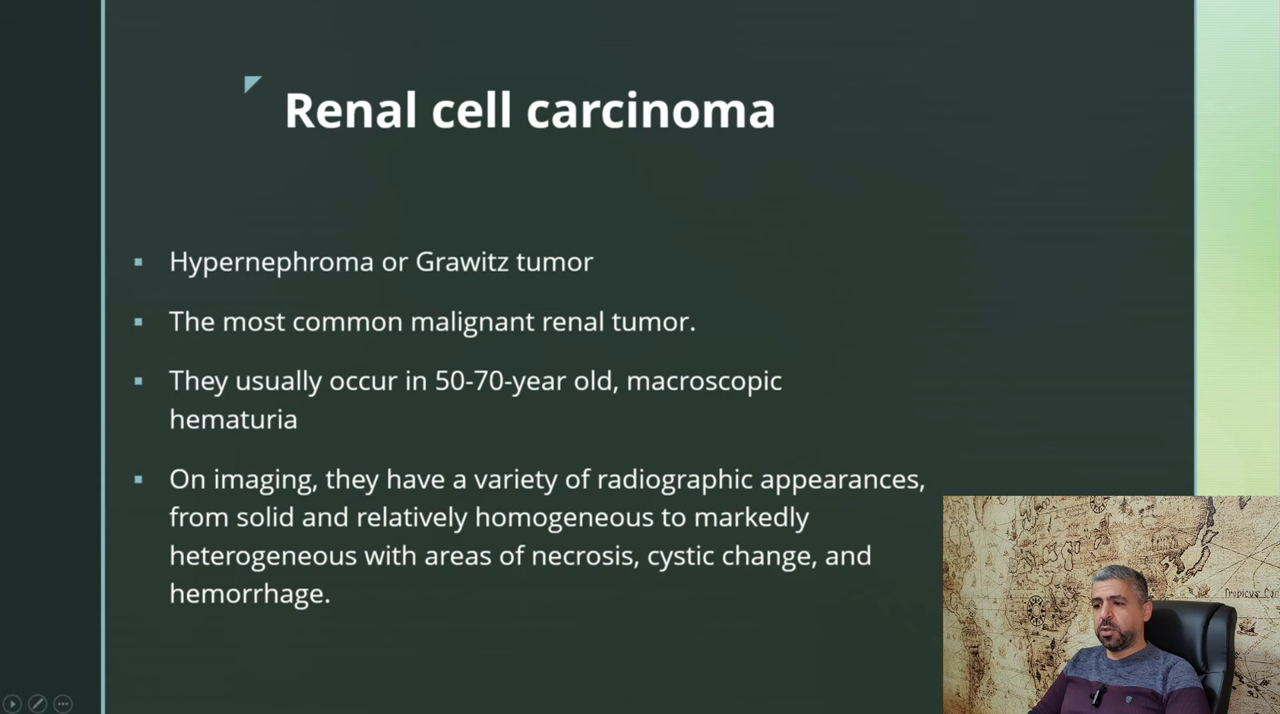 Renal cell carcinoma
Hypernephroma or Grawitz tumor
The most common malignant renal tumor.
They usually occur in 50-70-year old, macroscopic
hematuria
On imaging, they have a variety of radiographic appearances,
from solid and relatively homogeneous to markedly
heterogeneous with areas of necrosis, cystic change, and
hemorrhage.